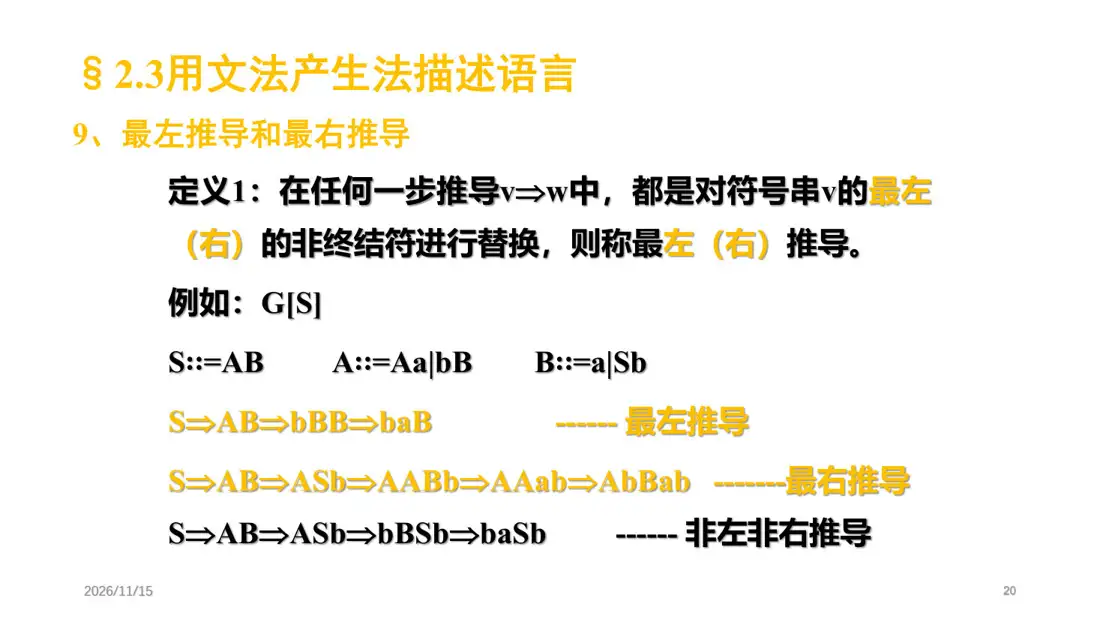 §2.3用文法产生法描述语言
9、最左推导和最右推导
定义1：在任何一步推导v⇒w中，都是对符号串v的最左
（右）的非终结符进行替换，则称最左（右）推导。
例如：G[S]
S∷=AB A∷=Aa|bB B∷=a|Sb
S⇒AB⇒bBB⇒baB ------ 最左推导
S⇒AB⇒ASb⇒AABb⇒AAab⇒AbBab -------最右推导
S⇒AB⇒ASb⇒bBSb⇒baSb ------ 非左非右推导
2026/11/15 20